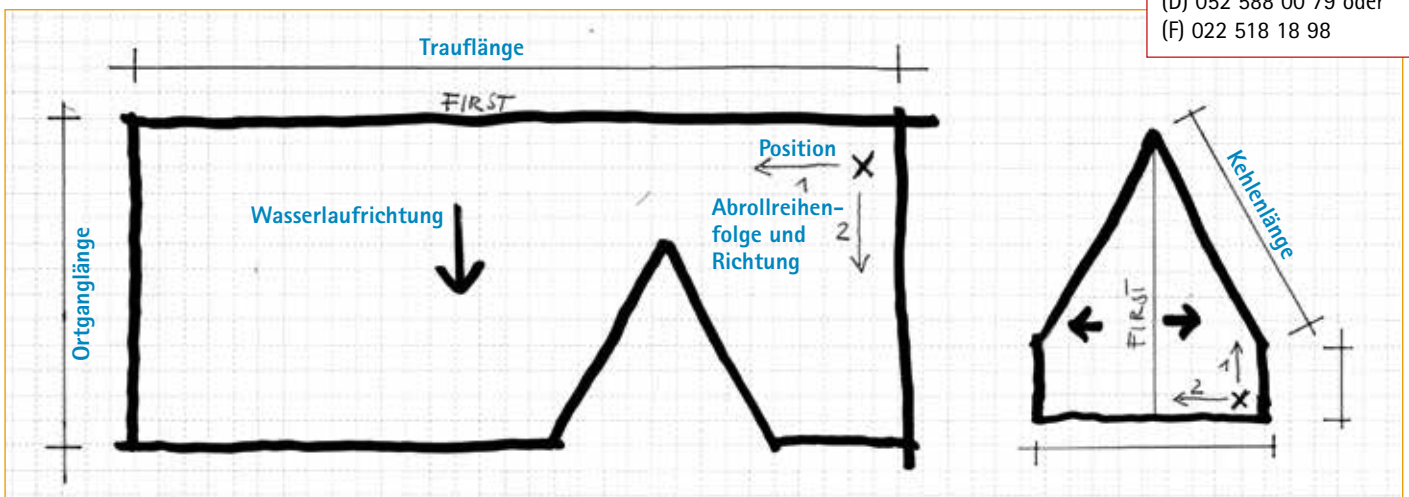 (D) 052 588 00 79 oder
(F) 022 518 18 98
Trauflänge
FIRST
Position
1
Wasserlaufrichtung
Abrollreihen-
folge und
Richtung
2
Ortganglänge
Kehlenlänge
FIRST
1
2